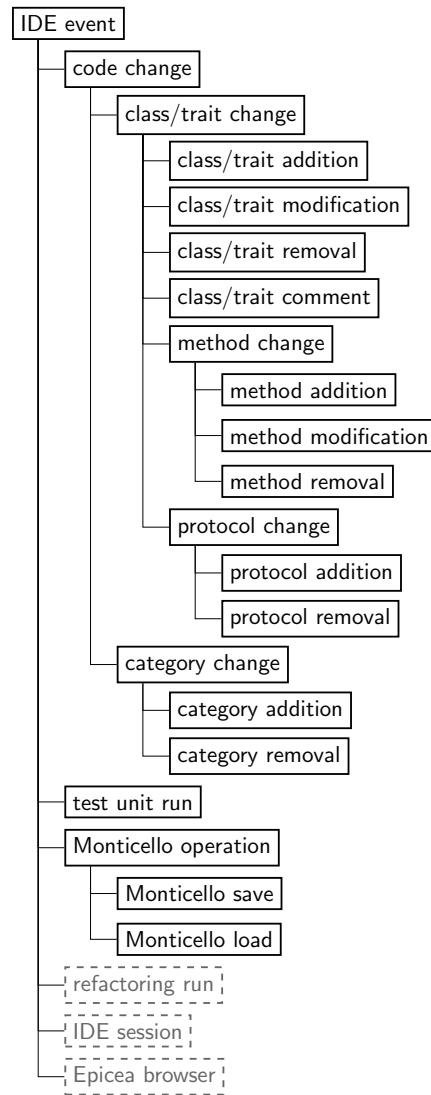 IDE event
code change
class/trait change
class/trait addition
class/trait modification
class/trait removal
class/trait comment
method change
method addition
method modification
method removal
protocol change
protocol addition
protocol removal
category change
category addition
category removal
test unit run
Monticello operation
Monticello save
Monticello load
refactoring run
IDE session
Epicea browser